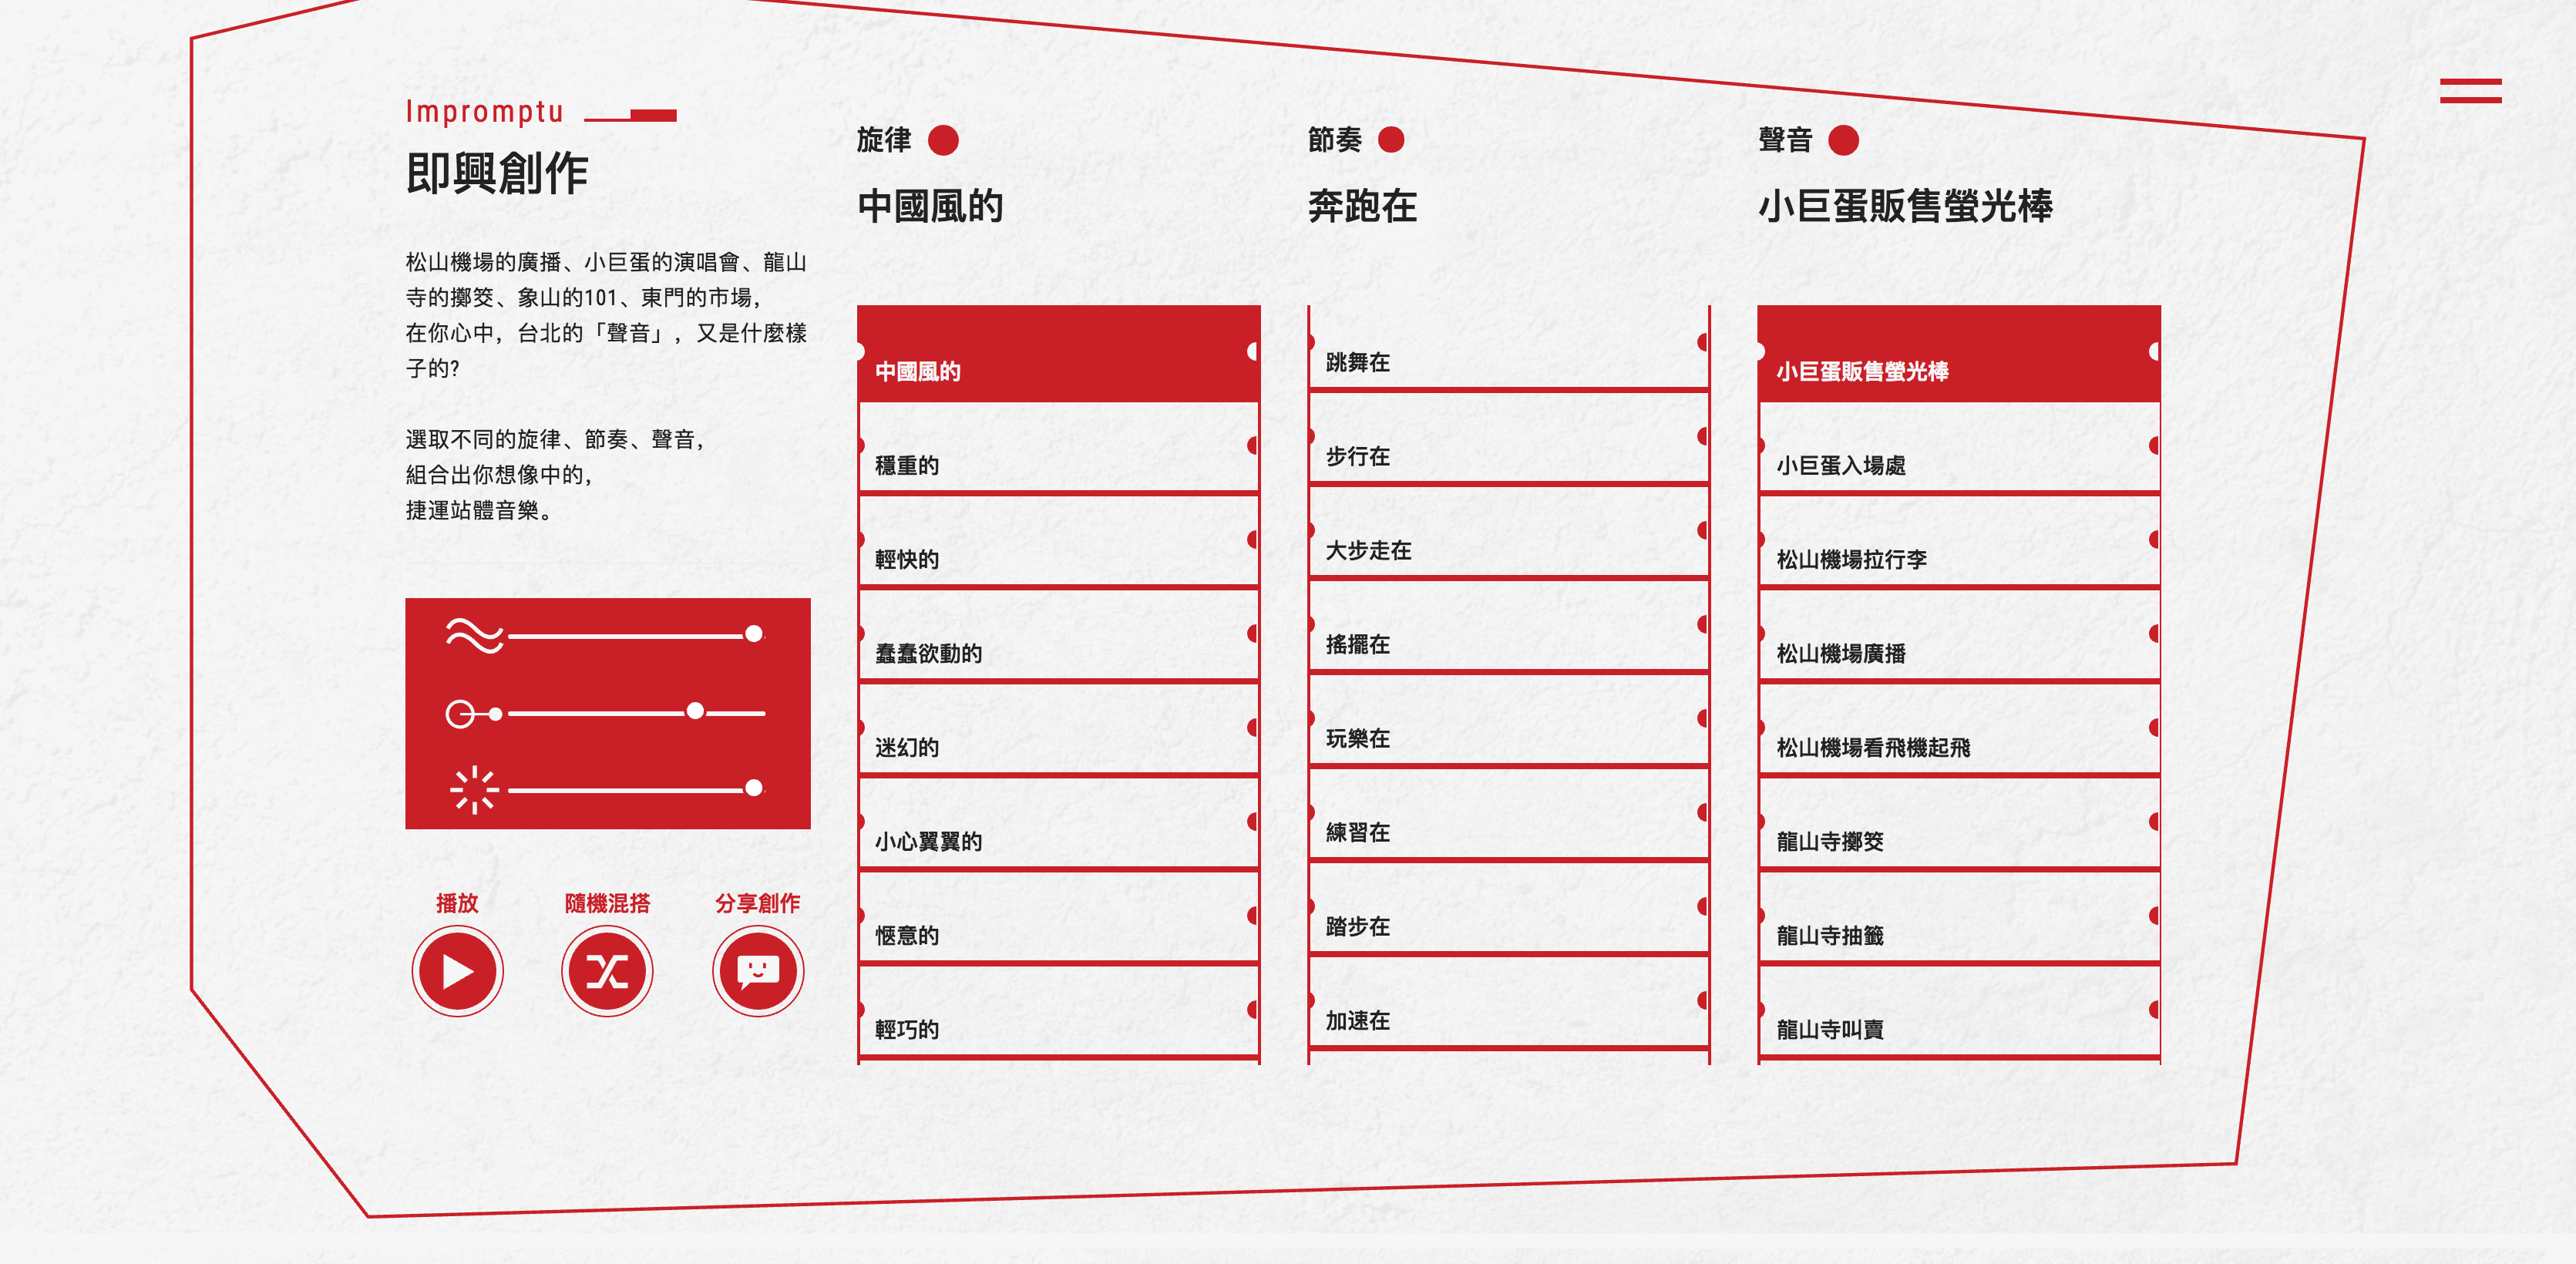 Impromptu
即興創作
松山機場的廣播、小巨蛋的演唱會、龍山
寺的擲筊、象山的101、東門的市場，
在你心中，台北的「聲音」，又是什麼樣
子的?
選取不同的旋律、節奏、聲音，
組合出你想像中的，
捷運站體音樂。
播放
隨機混搭
分享創作
旋律
中國風的
中國風的
穩重的
輕快的
蠢蠢欲動的
迷幻的
小心翼翼的
愜意的
輕巧的
節奏
奔跑在
跳舞在
步行在
大步走在
搖擺在
玩樂在
練習在
踏步在
加速在
聲音
小巨蛋販售螢光棒
小巨蛋販售螢光棒
小巨蛋入場處
松山機場拉行李
松山機場廣播
松山機場看飛機起飛
龍山寺擲筊
龍山寺抽籤
龍山寺叫賣